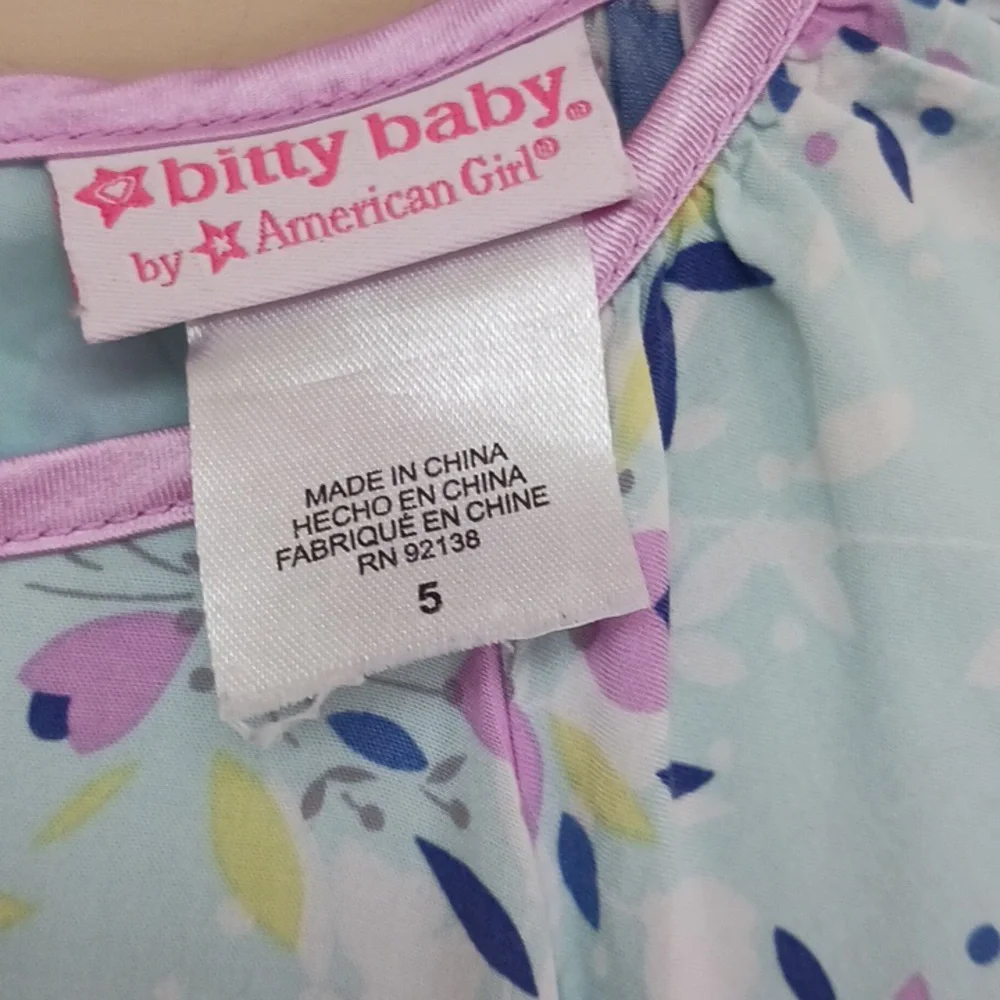 bitty baby®
by American Girl®
MADE IN CHINA
HECHO EN CHINA
FABRIQUÉ EN CHINE
RN 92138
5